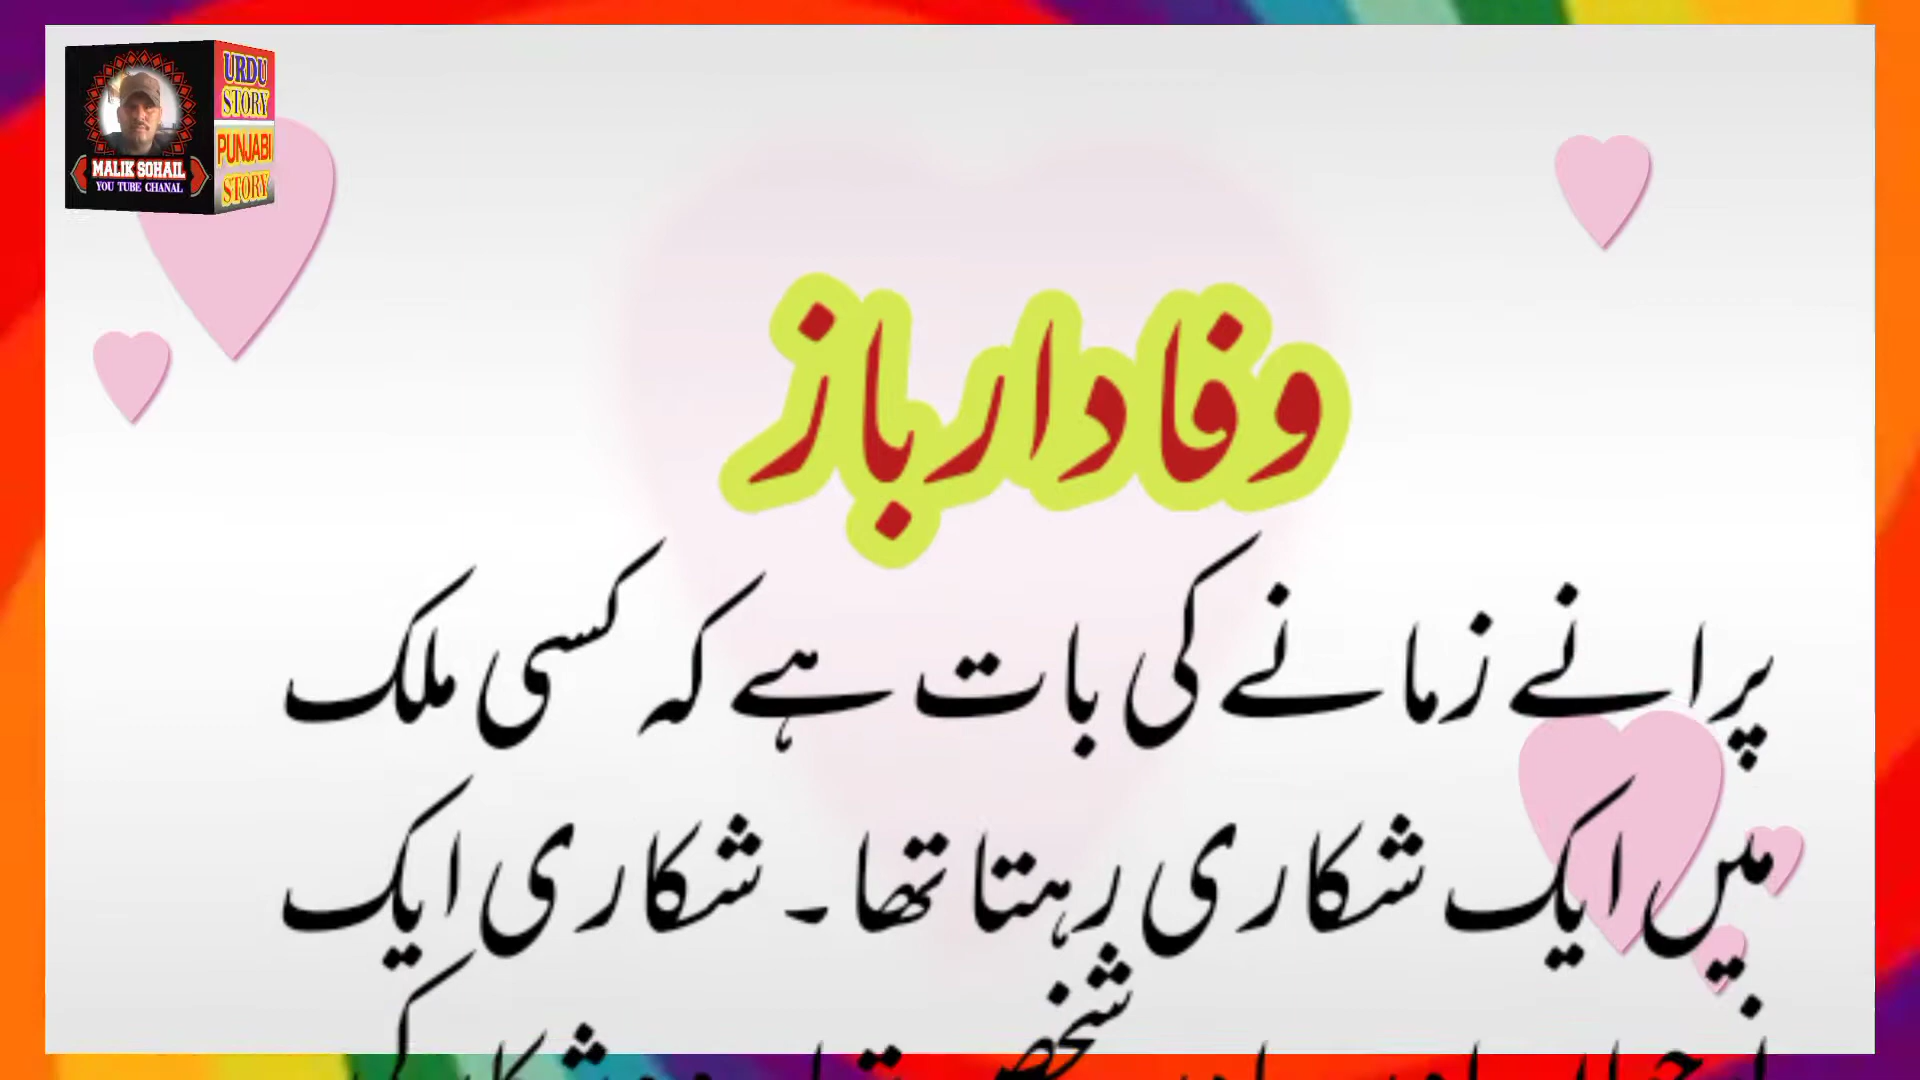 URDU
STORY
PUNJABI
STORY
MALIK SOHAIL
YOU TUBE CHANAL
وفادار باز
پرانے زمانے کی بات ہے کہ کسی ملک
میں ایک شکاری رہتا تھا۔ شکاری ایک
شخص